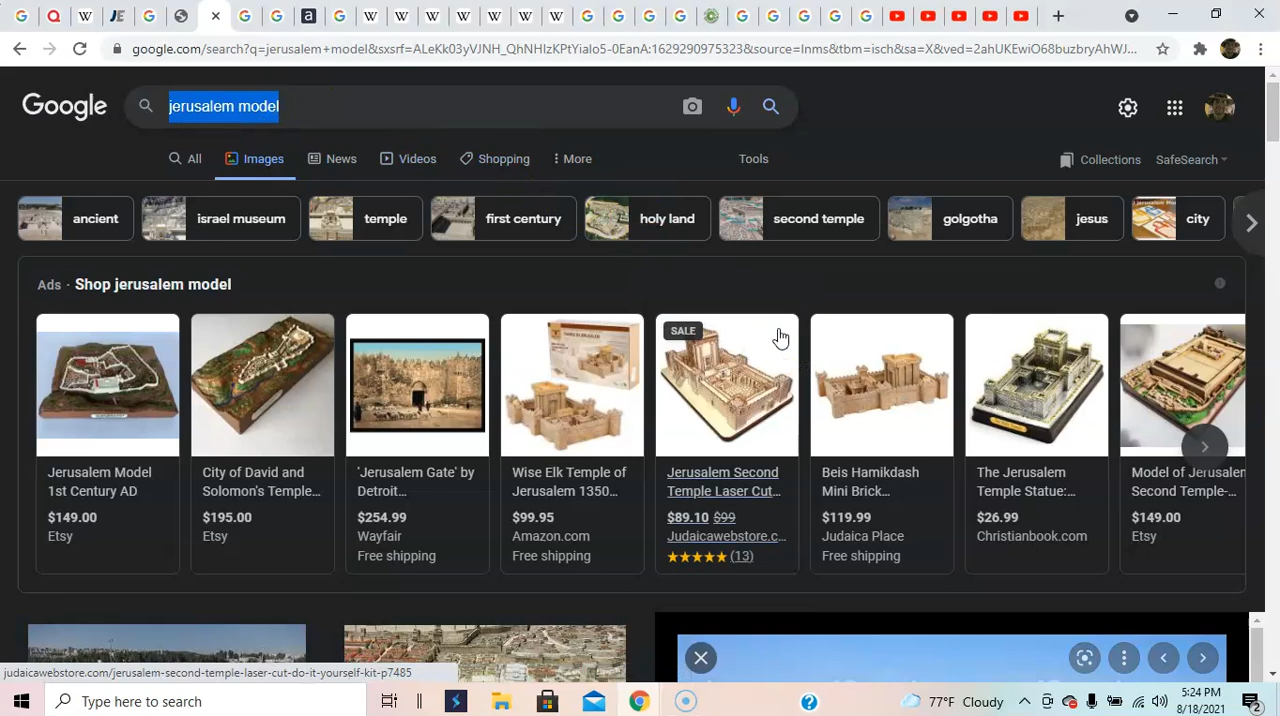 google.com/search?q=jerusalem+model&sxsrf=ALeKk03yVJNH_QhNHIzKPtYialo5-0EanA:1629290975323&source=lnms&tbm=isch&sa=X&ved=2ahUKEwiO68buzbryAhWJ...
Google
jerusalem model
All Images News Videos Shopping More Tools Collections SafeSearch
ancient israel museum temple first century holy land second temple golgotha jesus city
Ads · Shop jerusalem model
SALE
Jerusalem Model
1st Century AD
$149.00
Etsy
City of David and
Solomon's Temple...
$195.00
Etsy
'Jerusalem Gate' by
Detroit...
$254.99
Wayfair
Free shipping
Wise Elk Temple of
Jerusalem 1350...
$99.95
Amazon.com
Free shipping
Jerusalem Second
Temple Laser Cut...
$89.10 $99
Judaicawebstore.c...
★★★★★ (13)
Beis Hamikdash
Mini Brick...
$119.99
Judaica Place
Free shipping
The Jerusalem
Temple Statue:...
$26.99
Christianbook.com
Model of Jerusalem
Second Temple-...
$149.00
Etsy
judaicawebstore.com/jerusalem-second-temple-laser-cut-do-it-yourself-kit-p7485
Type here to search
77°F Cloudy
5:24 PM
8/18/2021
2